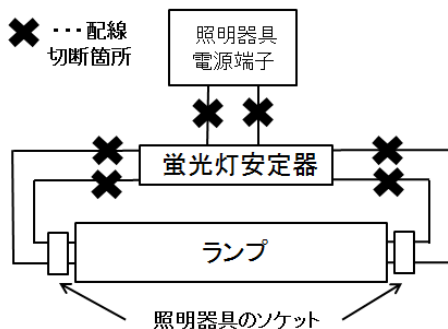 ・・・配線
切断箇所
照明器具
電源端子
蛍光灯安定器
ランプ
照明器具のソケット